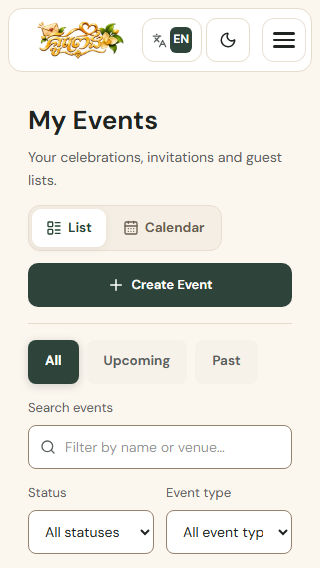 EN
My Events
Your celebrations, invitations and guest
lists.
List
Calendar
Create Event
All
Upcoming
Past
Search events
Filter by name or venue...
Status
Event type
All statuses
All event typ